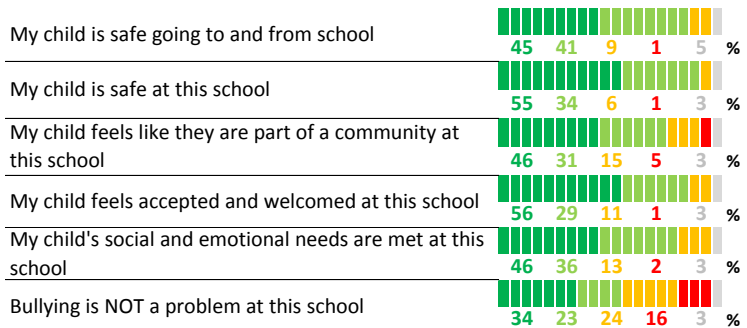 My child is safe going to and from school
45 41 9 1 5 %
My child is safe at this school
55 34 6 1 3 %
My child feels like they are part of a community at
this school
46 31 15 5 3 %
My child feels accepted and welcomed at this school
56 29 11 1 3 %
My child's social and emotional needs are met at this
school
46 36 13 2 3 %
Bullying is NOT a problem at this school
34 23 24 16 3 %